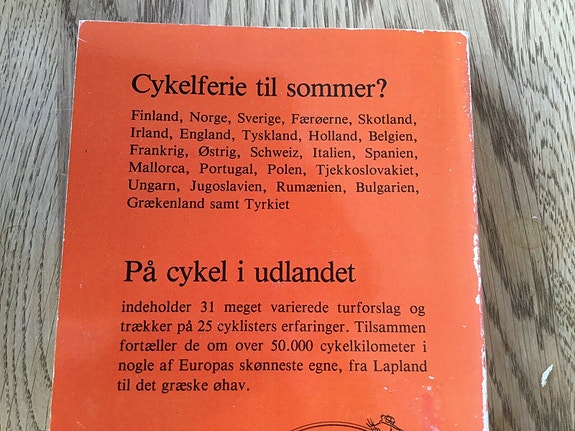 Cykelferie til sommer?
Finland, Norge, Sverige, Færøerne, Skotland,
Irland, England, Tyskland, Holland, Belgien,
Frankrig, Østrig, Schweiz, Italien, Spanien,
Mallorca, Portugal, Polen, Tjekkoslovakiet,
Ungarn, Jugoslavien, Rumænien, Bulgarien,
Grækenland samt Tyrkiet
På cykel i udlandet
indeholder 31 meget varierede turforslag og
trækker på 25 cyklisters erfaringer. Tilsammen
fortæller de om over 50.000 cykelkilometer i
nogle af Europas skønneste egne, fra Lapland
til det græske øhav.